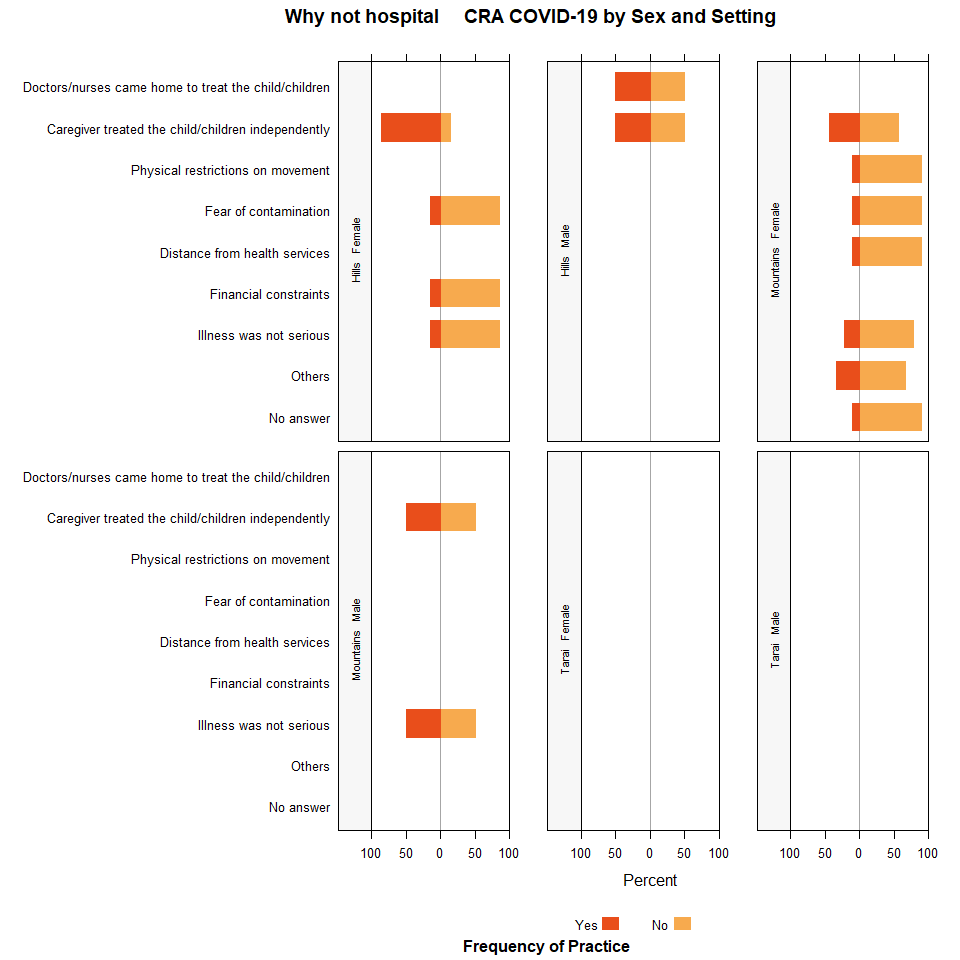 Why not hospital    CRA COVID-19 by Sex and Setting
Doctors/nurses came home to treat the child/children
Caregiver treated the child/children independently
Physical restrictions on movement
Fear of contamination
Distance from health services
Financial constraints
Illness was not serious
Others
No answer
Hills  Female
Hills  Male
Mountains  Female
Doctors/nurses came home to treat the child/children
Caregiver treated the child/children independently
Physical restrictions on movement
Fear of contamination
Distance from health services
Financial constraints
Illness was not serious
Others
No answer
Mountains  Male
Tarai  Female
Tarai  Male
100 50 0 50 100 100 50 0 50 100 100 50 0 50 100
Percent
Yes No
Frequency of Practice